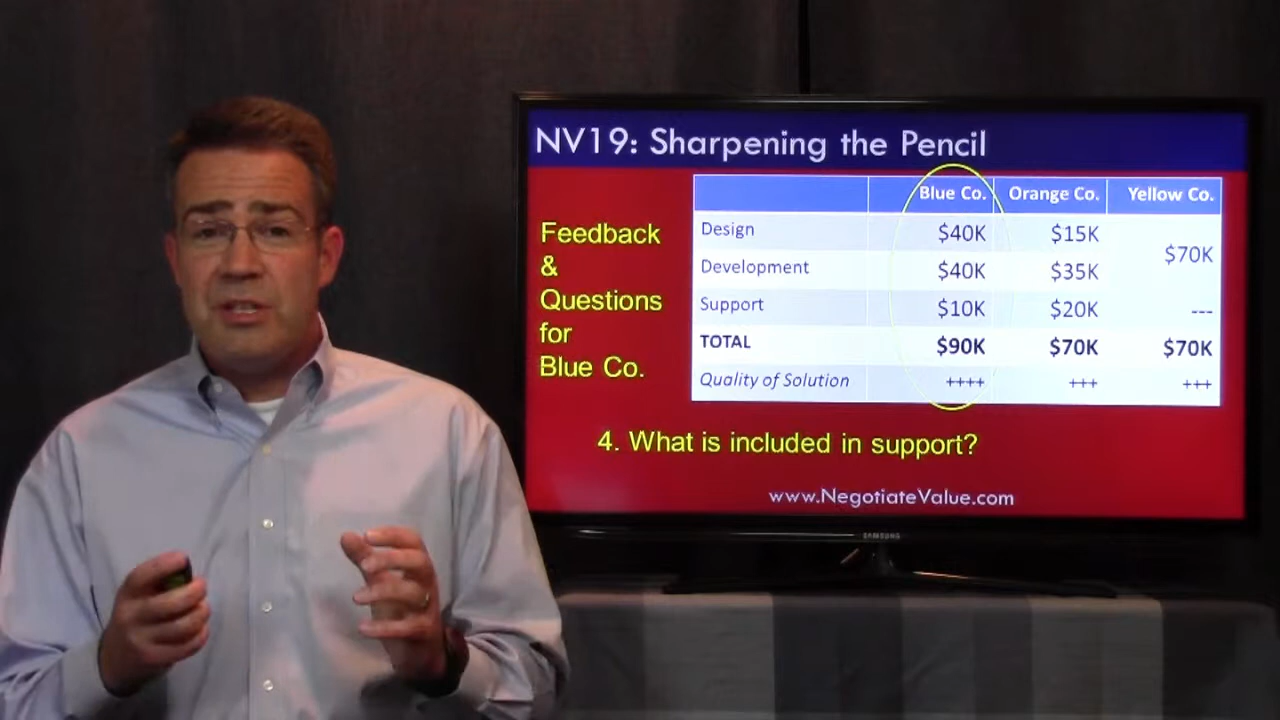 NV19: Sharpening the Pencil
Feedback
&
Questions
for
Blue Co.
Blue Co. Orange Co. Yellow Co.
Design $40K $15K
$70K
Development $40K $35K
Support $10K $20K ---
TOTAL $90K $70K $70K
Quality of Solution ++++ +++ +++
4. What is included in support?
www.NegotiateValue.com
SAMSUNG